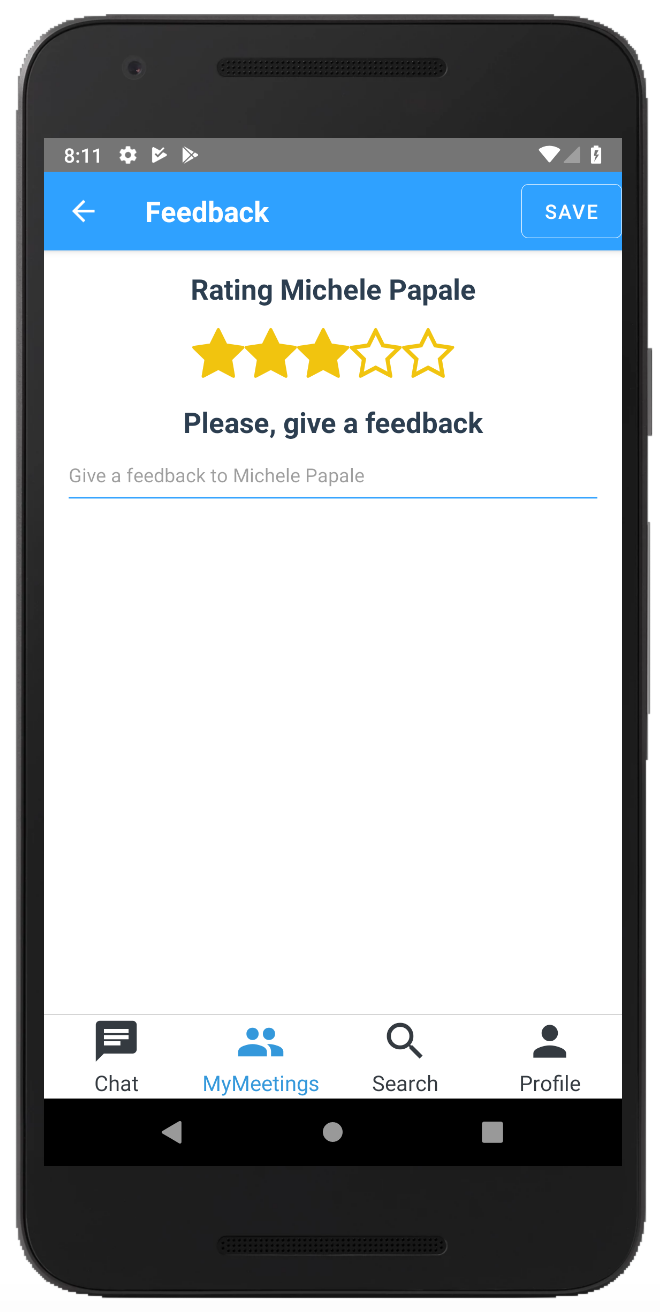 8:11
Feedback
SAVE
Rating Michele Papale
Please, give a feedback
Give a feedback to Michele Papale
Chat
MyMeetings
Search
Profile